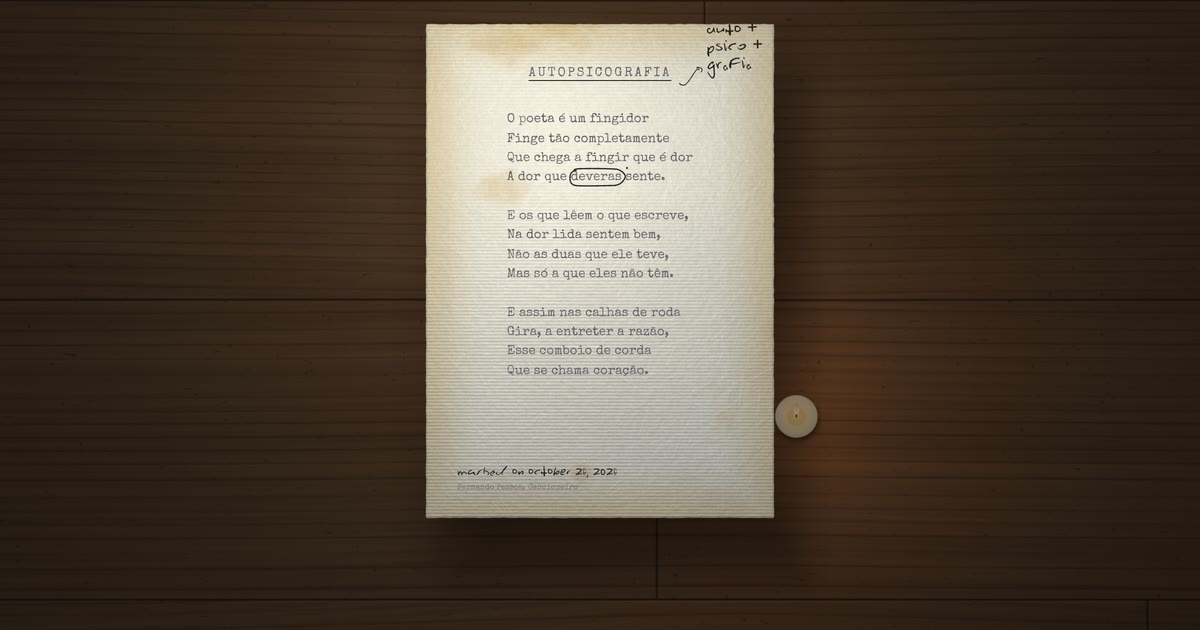 auto +
psico +
grafia
AUTOPSICOGRAFIA
O poeta é um fingidor
Finge tão completamente
Que chega a fingir que é dor
A dor que deveras sente.
E os que lêem o que escreve,
Na dor lida sentem bem,
Não as duas que ele teve,
Mas só a que eles não têm.
E assim nas calhas de roda
Gira, a entreter a razão,
Esse comboio de corda
Que se chama coração.
marked on october 26, 2026
Fernando Pessoa, Cancioneiro